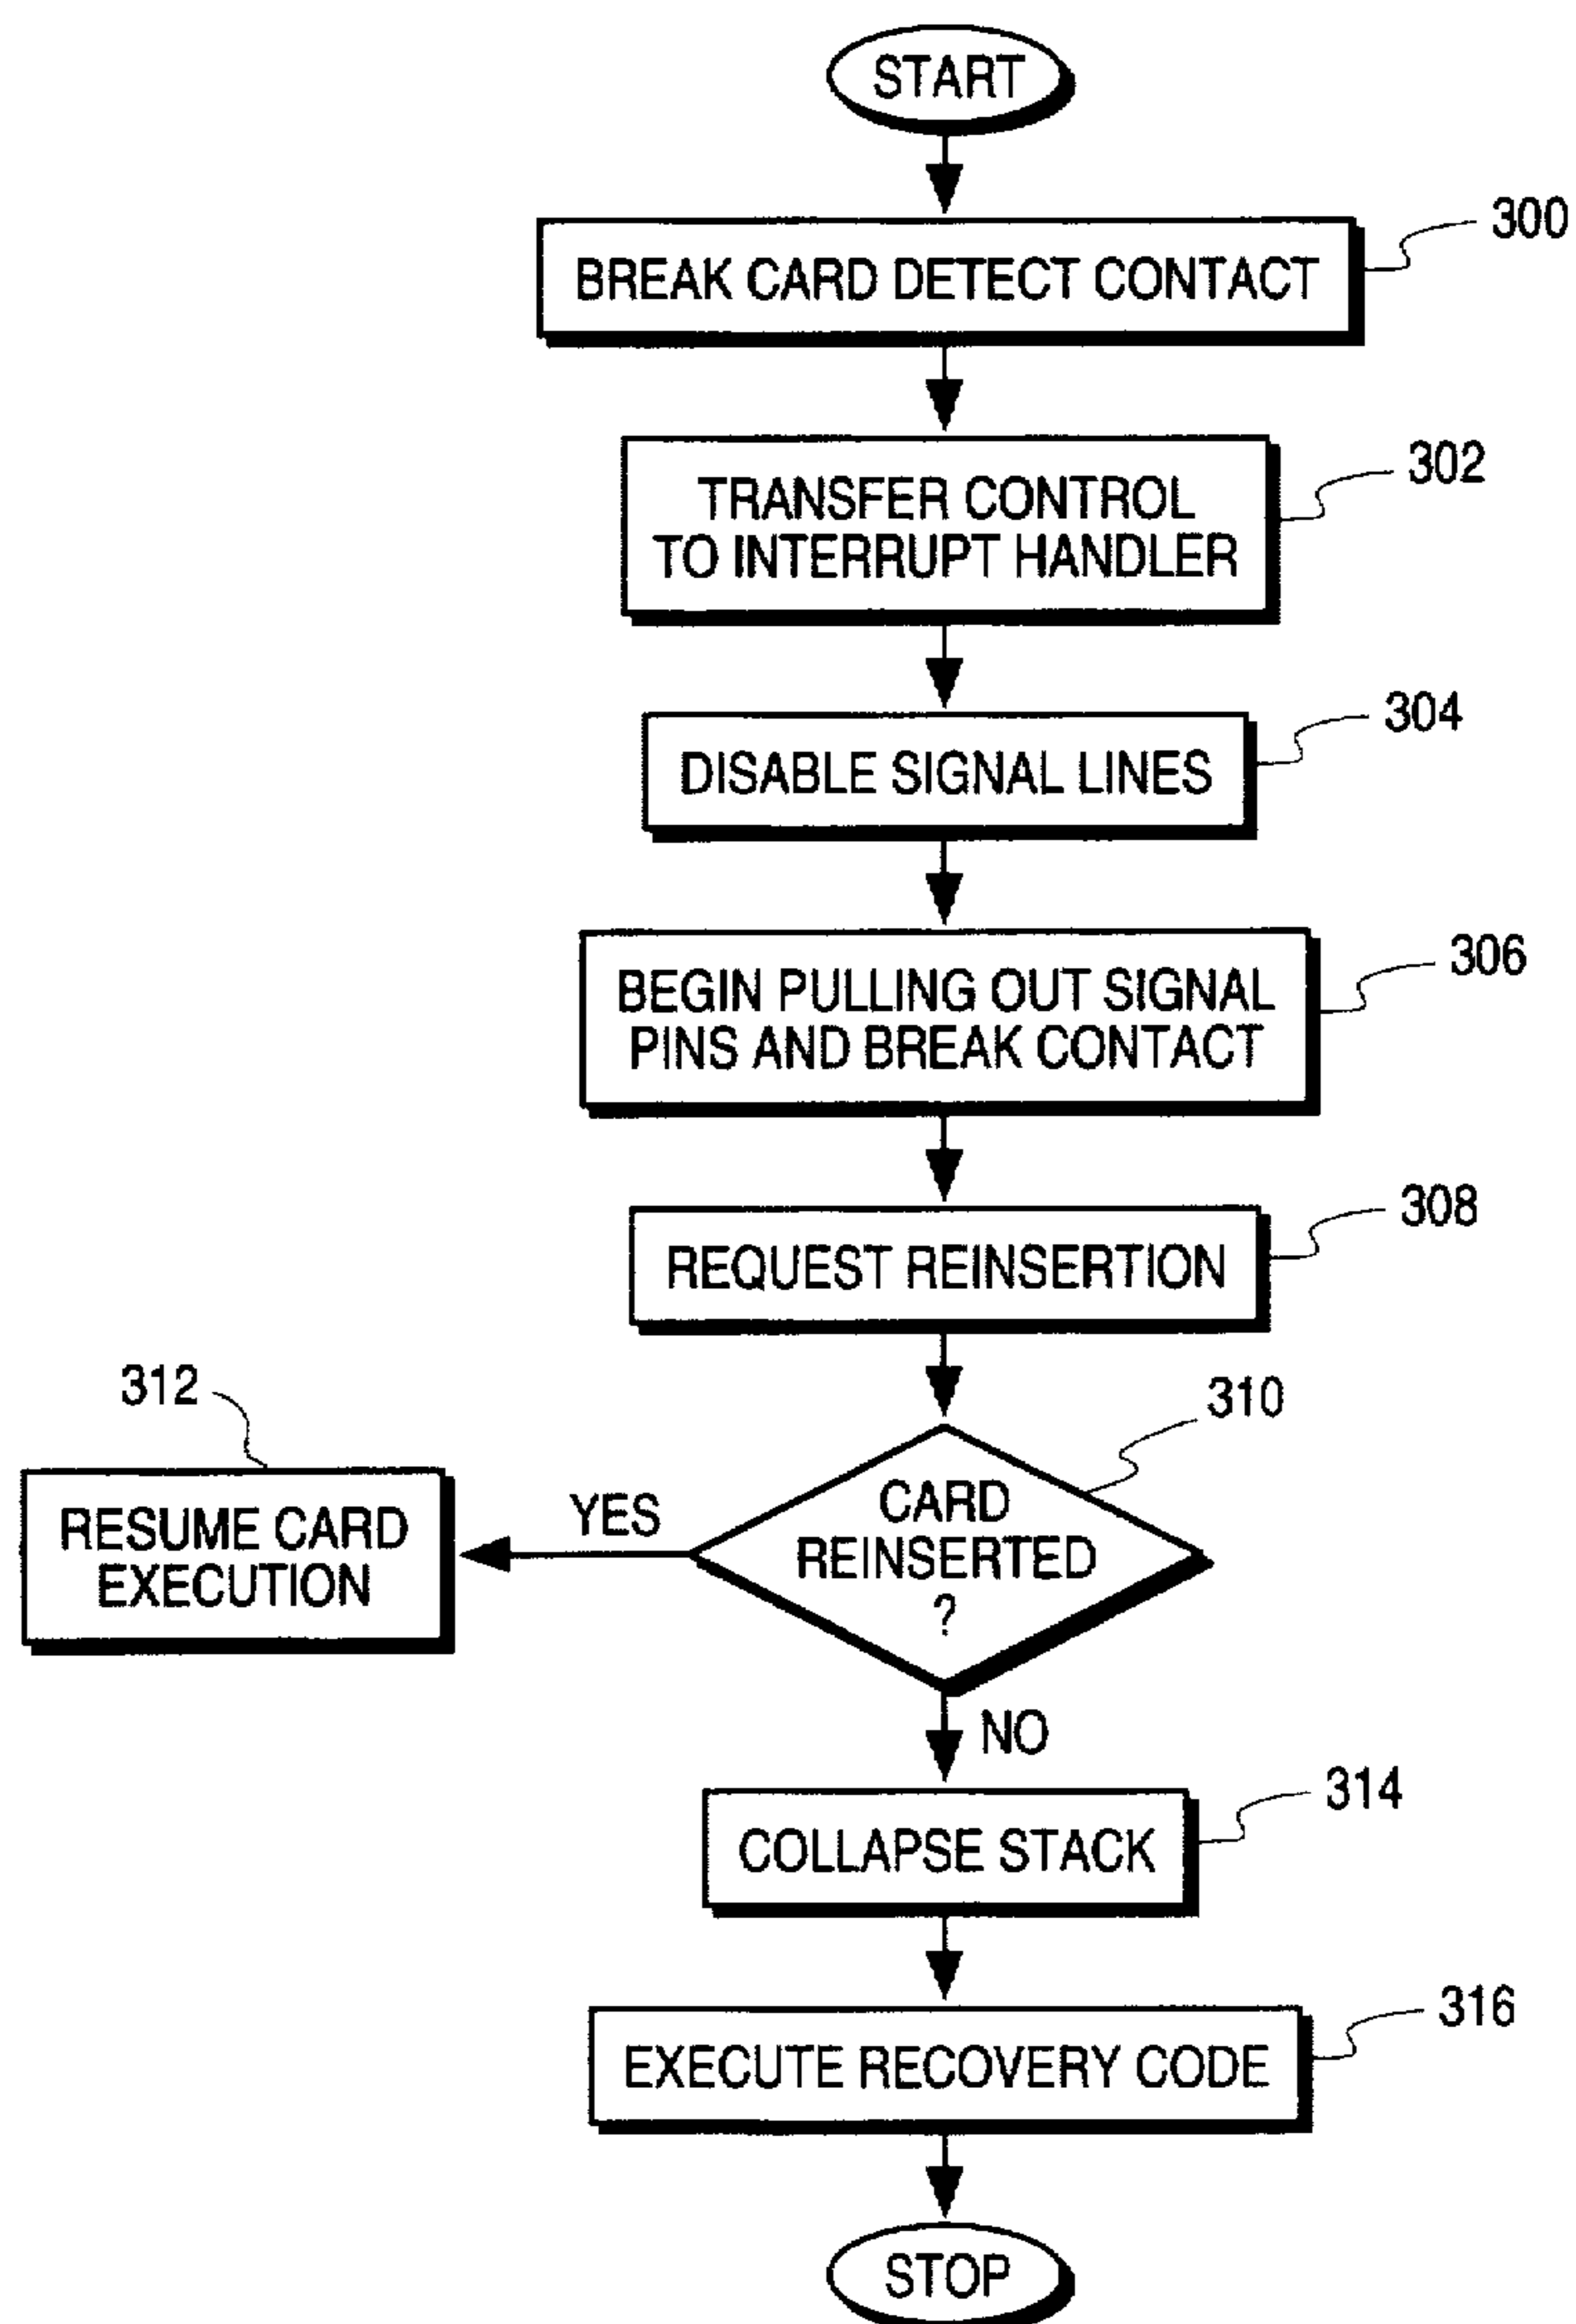 START
300
BREAK CARD DETECT CONTACT
302
TRANSFER CONTROL
TO INTERRUPT HANDLER
304
DISABLE SIGNAL LINES
306
BEGIN PULLING OUT SIGNAL
PINS AND BREAK CONTACT
308
REQUEST REINSERTION
312
310
RESUME CARD
EXECUTION
YES
CARD
REINSERTED
?
NO
314
COLLAPSE STACK
316
EXECUTE RECOVERY CODE
STOP